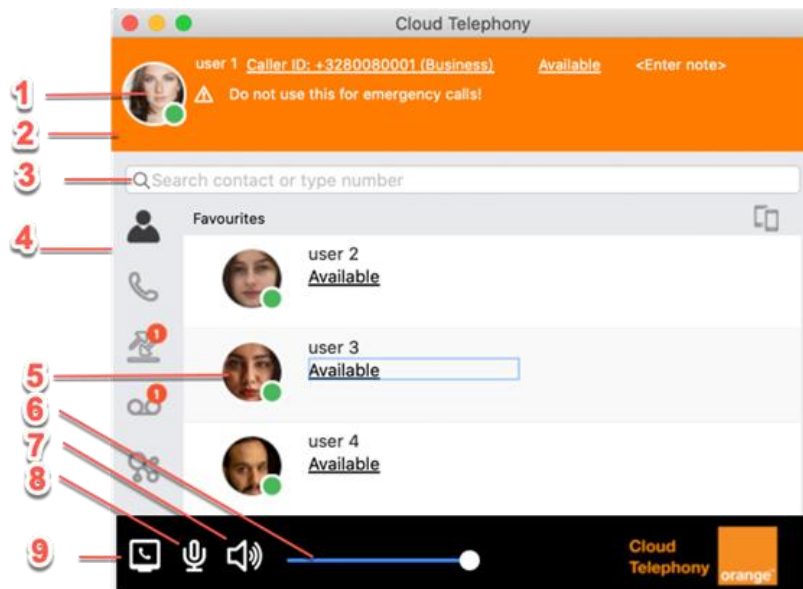 Cloud Telephony
user 1 Caller ID: +3280080001 (Business) Available <Enter note>
Do not use this for emergency calls!
1
2
3
Search contact or type number
Favourites
4
user 2
Available
1
user 3
5
Available
1
6
7
user 4
8
Available
9
Cloud
Telephony
orange™